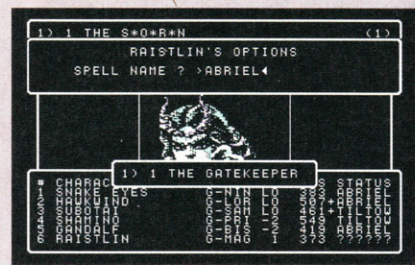 1) 1 THE S*O*R*N (1)
RAISTLIN'S OPTIONS
SPELL NAME ? >ABRIEL◄
1) 1 THE GATEKEEPER
# CHARAC S STATUS
1 SNAKE EYES G-NIN LO 393 ABRIEL
2 HAWKWIND G-LOR LO 507+ABRIEL
3 SUBOTAI G-SAM LO 461+TILTOW
4 SHAMINO G-PRI -2 549 TILTOW
5 GANDALF G-BIS -2 419 ABRIEL
6 RAISTLIN G-MAG 1 373 ??????